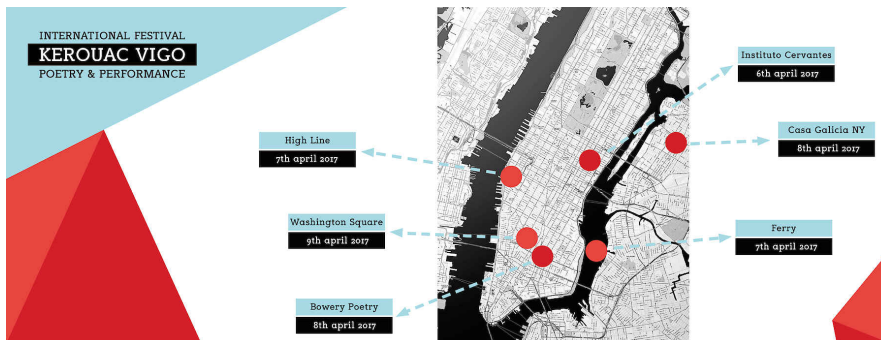 INTERNATIONAL FESTIVAL
KEROUAC VIGO
POETRY & PERFORMANCE
High Line
7th april 2017
Washington Square
9th april 2017
Bowery Poetry
8th april 2017
Instituto Cervantes
6th april 2017
Casa Galicia NY
8th april 2017
Ferry
7th april 2017